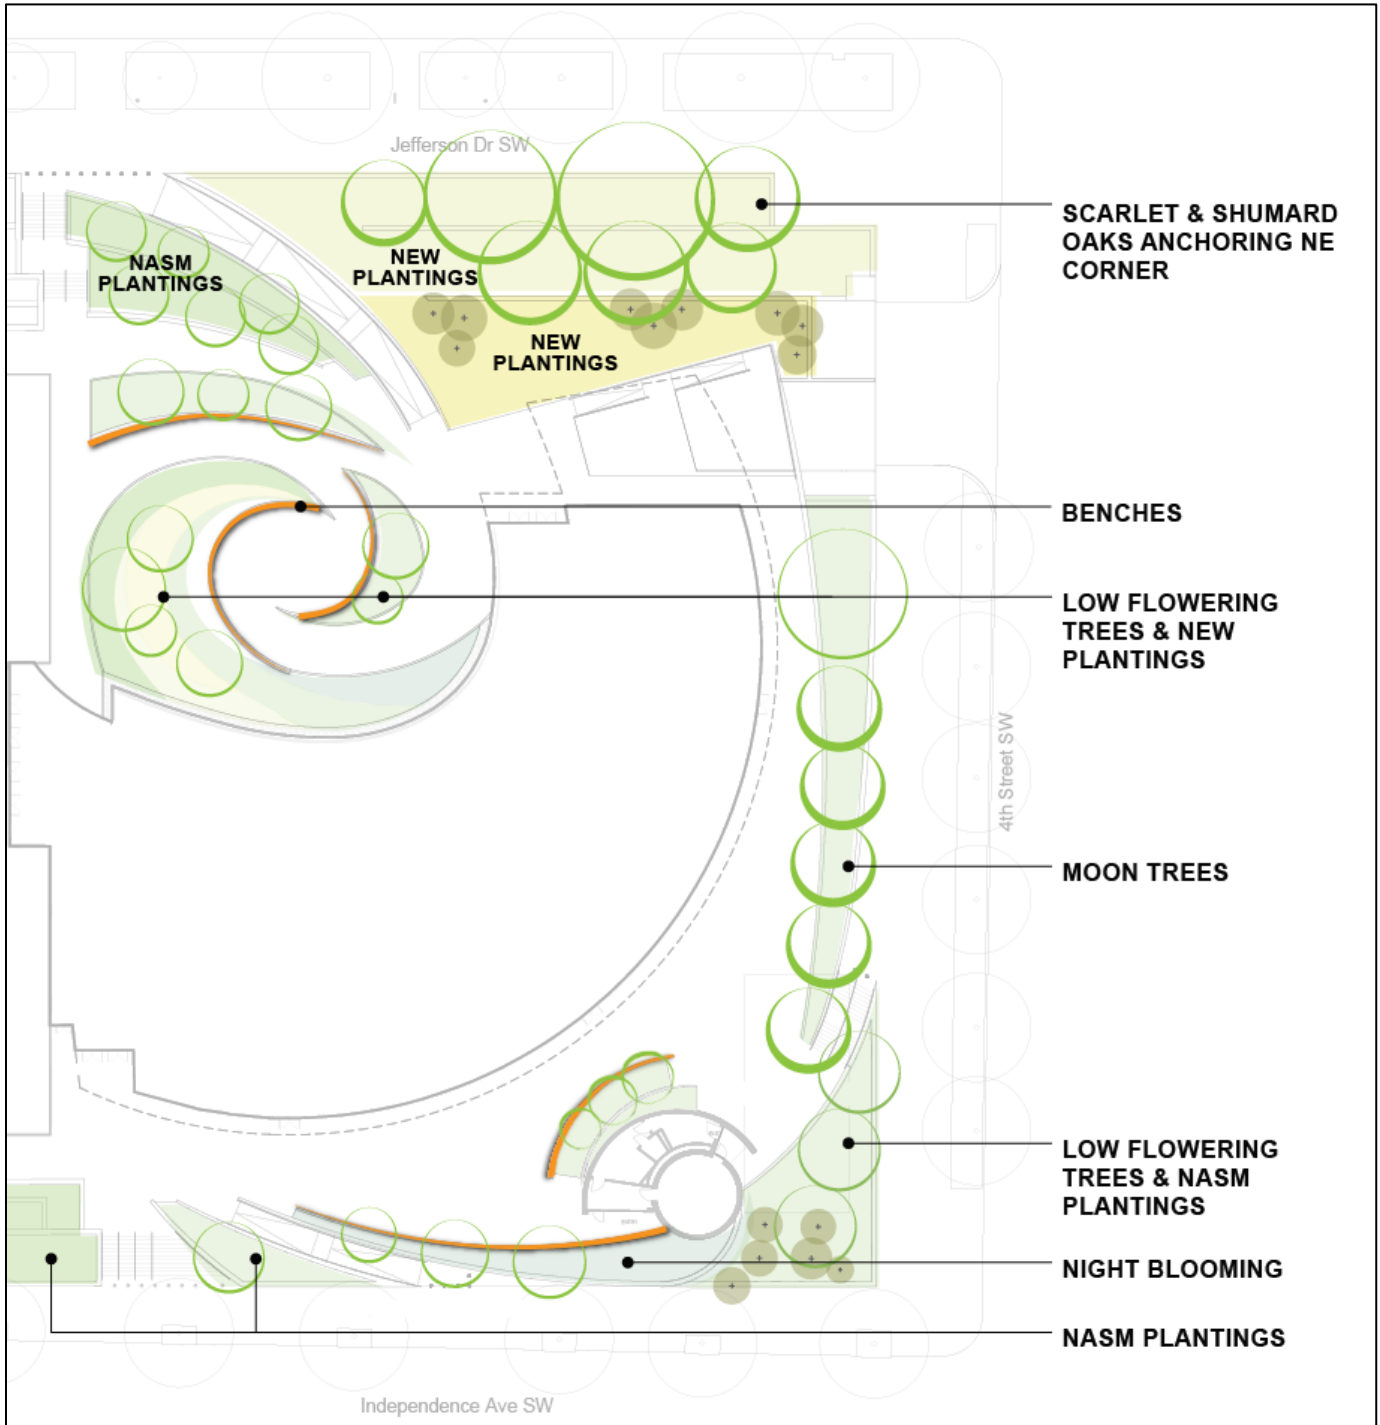 Jefferson Dr SW
SCARLET & SHUMARD
OAKS ANCHORING NE
CORNER
NASM
PLANTINGS
NEW
PLANTINGS
NEW
PLANTINGS
BENCHES
LOW FLOWERING
TREES & NEW
PLANTINGS
4th Street SW
MOON TREES
LOW FLOWERING
TREES & NASM
PLANTINGS
NIGHT BLOOMING
NASM PLANTINGS
Independence Ave SW